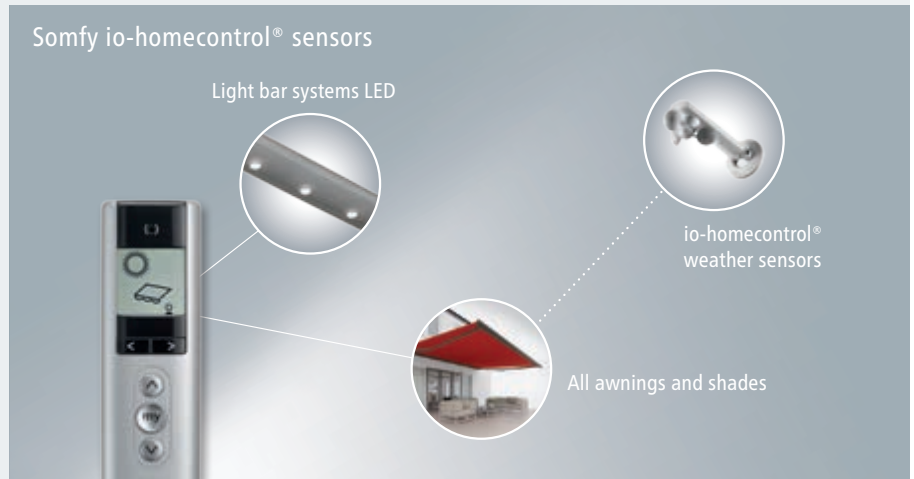 Somfy io-homecontrol® sensors
Light bar systems LED
io-homecontrol®
weather sensors
my
All awnings and shades